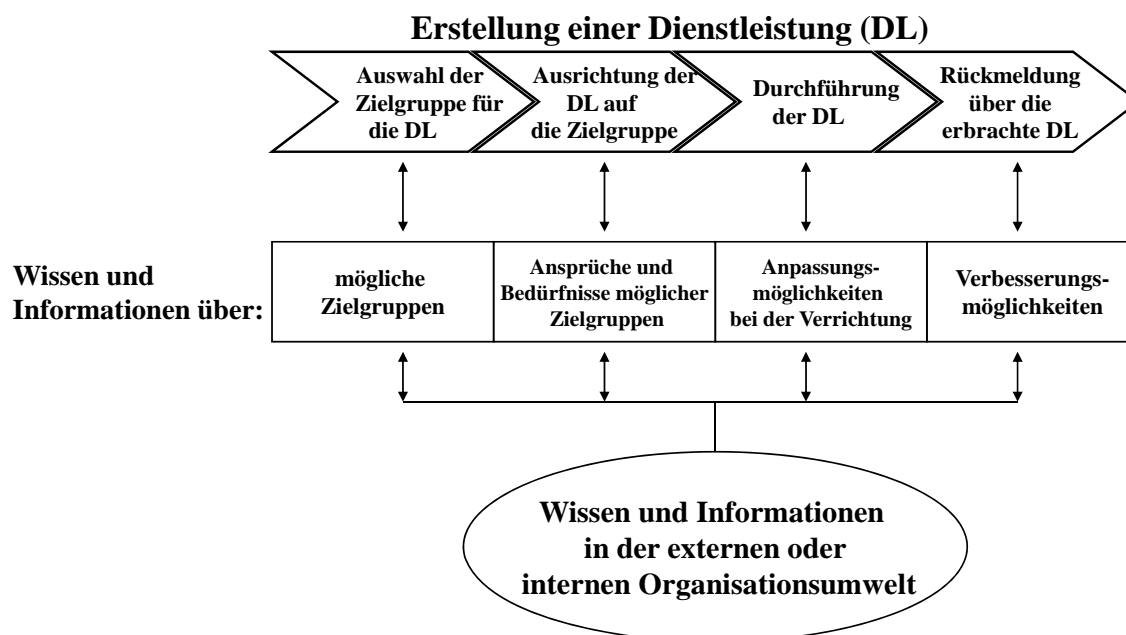 Erstellung einer Dienstleistung (DL)
Auswahl der
Zielgruppe für
die DL
Ausrichtung der
DL auf
die Zielgruppe
Durchführung
der DL
Rückmeldung
über die
erbrachte DL
Wissen und
Informationen über:
mögliche
Zielgruppen
Ansprüche und
Bedürfnisse möglicher
Zielgruppen
Anpassungs-
möglichkeiten
bei der Verrichtung
Verbesserungs-
möglichkeiten
Wissen und Informationen
in der externen oder
internen Organisationsumwelt